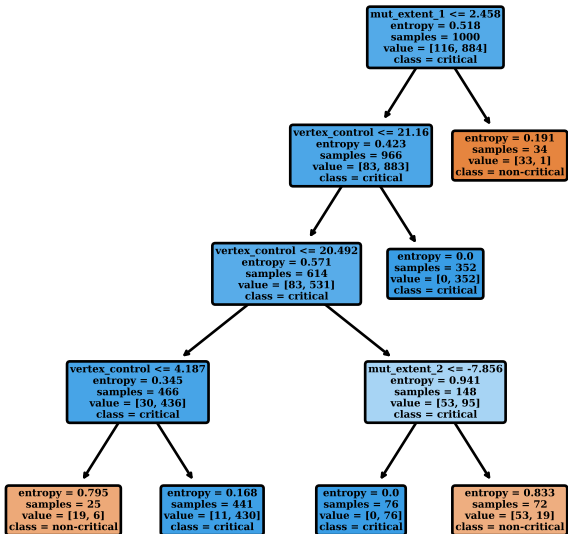 mut_extent_1 <= 2.458
entropy = 0.518
samples = 1000
value = [116, 884]
class = critical
vertex_control <= 21.16
entropy = 0.423
samples = 966
value = [83, 883]
class = critical
entropy = 0.191
samples = 34
value = [33, 1]
class = non-critical
vertex_control <= 20.492
entropy = 0.571
samples = 614
value = [83, 531]
class = critical
entropy = 0.0
samples = 352
value = [0, 352]
class = critical
vertex_control <= 4.187
entropy = 0.345
samples = 466
value = [30, 436]
class = critical
mut_extent_2 <= -7.856
entropy = 0.941
samples = 148
value = [53, 95]
class = critical
entropy = 0.795
samples = 25
value = [19, 6]
class = non-critical
entropy = 0.168
samples = 441
value = [11, 430]
class = critical
entropy = 0.0
samples = 76
value = [0, 76]
class = critical
entropy = 0.833
samples = 72
value = [53, 19]
class = non-critical